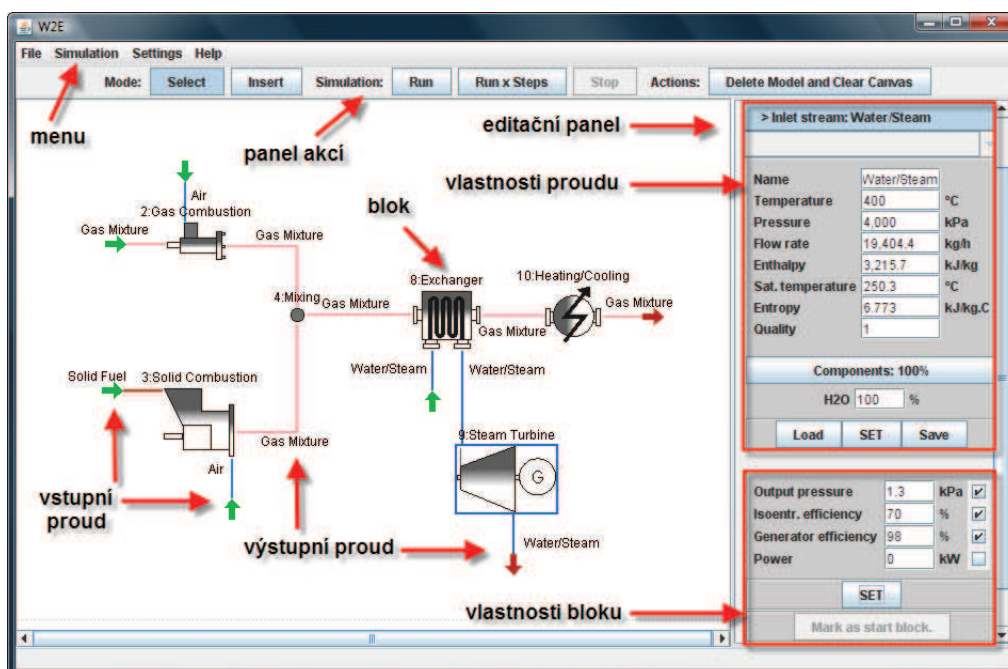 W2E
File Simulation Settings Help
Mode: Select Insert Simulation: Run Run x Steps Stop Actions: Delete Model and Clear Canvas
menu
panel akcí
editační panel
> Inlet stream: Water/Steam
vlastnosti proudu
Name Water/Steam
Temperature 400 °C
Pressure 4,000 kPa
Flow rate 19,404.4 kg/h
Enthalpy 3,215.7 kJ/kg
Sat. temperature 250.3 °C
Entropy 6.773 kJ/kg.C
Quality 1
Components: 100%
H2O 100 %
Load SET Save
Air
2:Gas Combustion
Gas Mixture
Gas Mixture
blok
4:Mixing
Gas Mixture
8:Exchanger
10:Heating/Cooling
Gas Mixture
Gas Mixture
Water/Steam
Water/Steam
Solid Fuel
3:Solid Combustion
Gas Mixture
Air
9:Steam Turbine
G
vstupní
proud
výstupní proud
Water/Steam
vlastnosti bloku
Output pressure 1.3 kPa
Isoentr. efficiency 70 %
Generator efficiency 98 %
Power 0 kW
SET
Mark as start block.